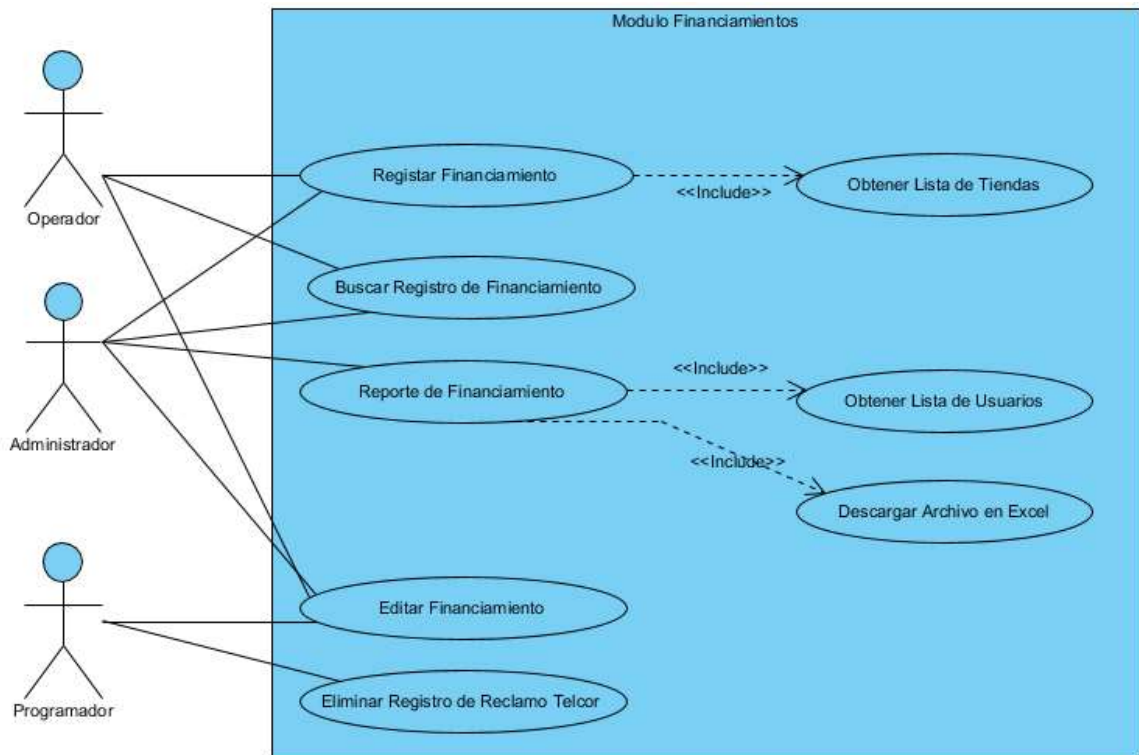 Modulo Financiamientos
Operador
Registar Financiamiento
<<Include>>
Obtener Lista de Tiendas
Buscar Registro de Financiamiento
Administrador
Reporte de Financiamiento
<<Include>>
Obtener Lista de Usuarios
<<Include>>
Descargar Archivo en Excel
Programador
Editar Financiamiento
Eliminar Registro de Reclamo Telcor